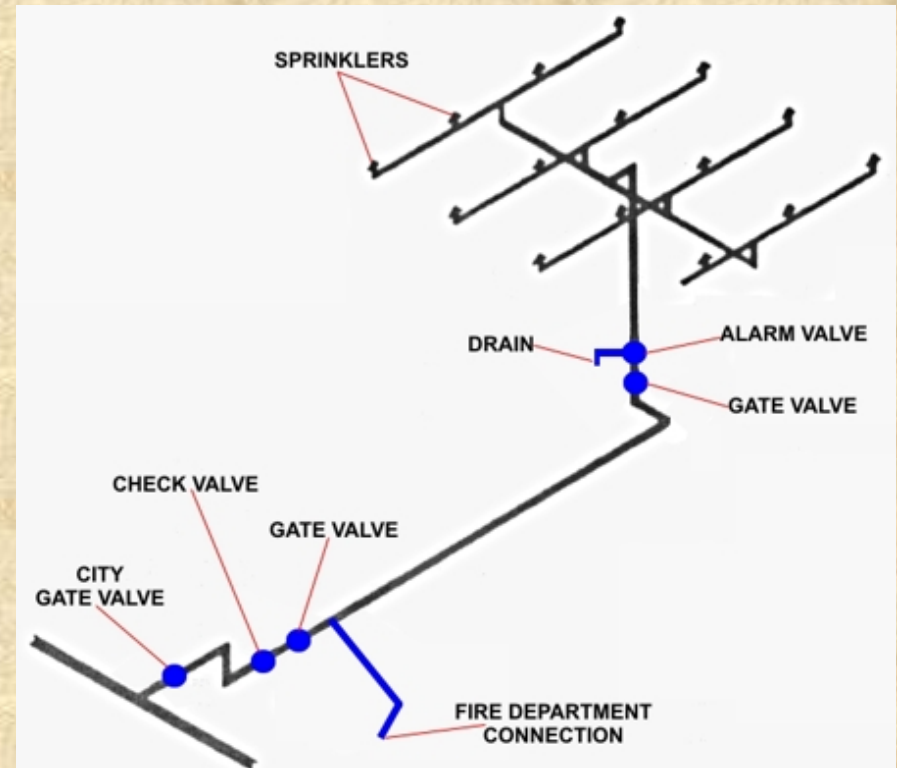 SPRINKLERS
DRAIN
ALARM VALVE
GATE VALVE
CHECK VALVE
GATE VALVE
CITY
GATE VALVE
FIRE DEPARTMENT
CONNECTION